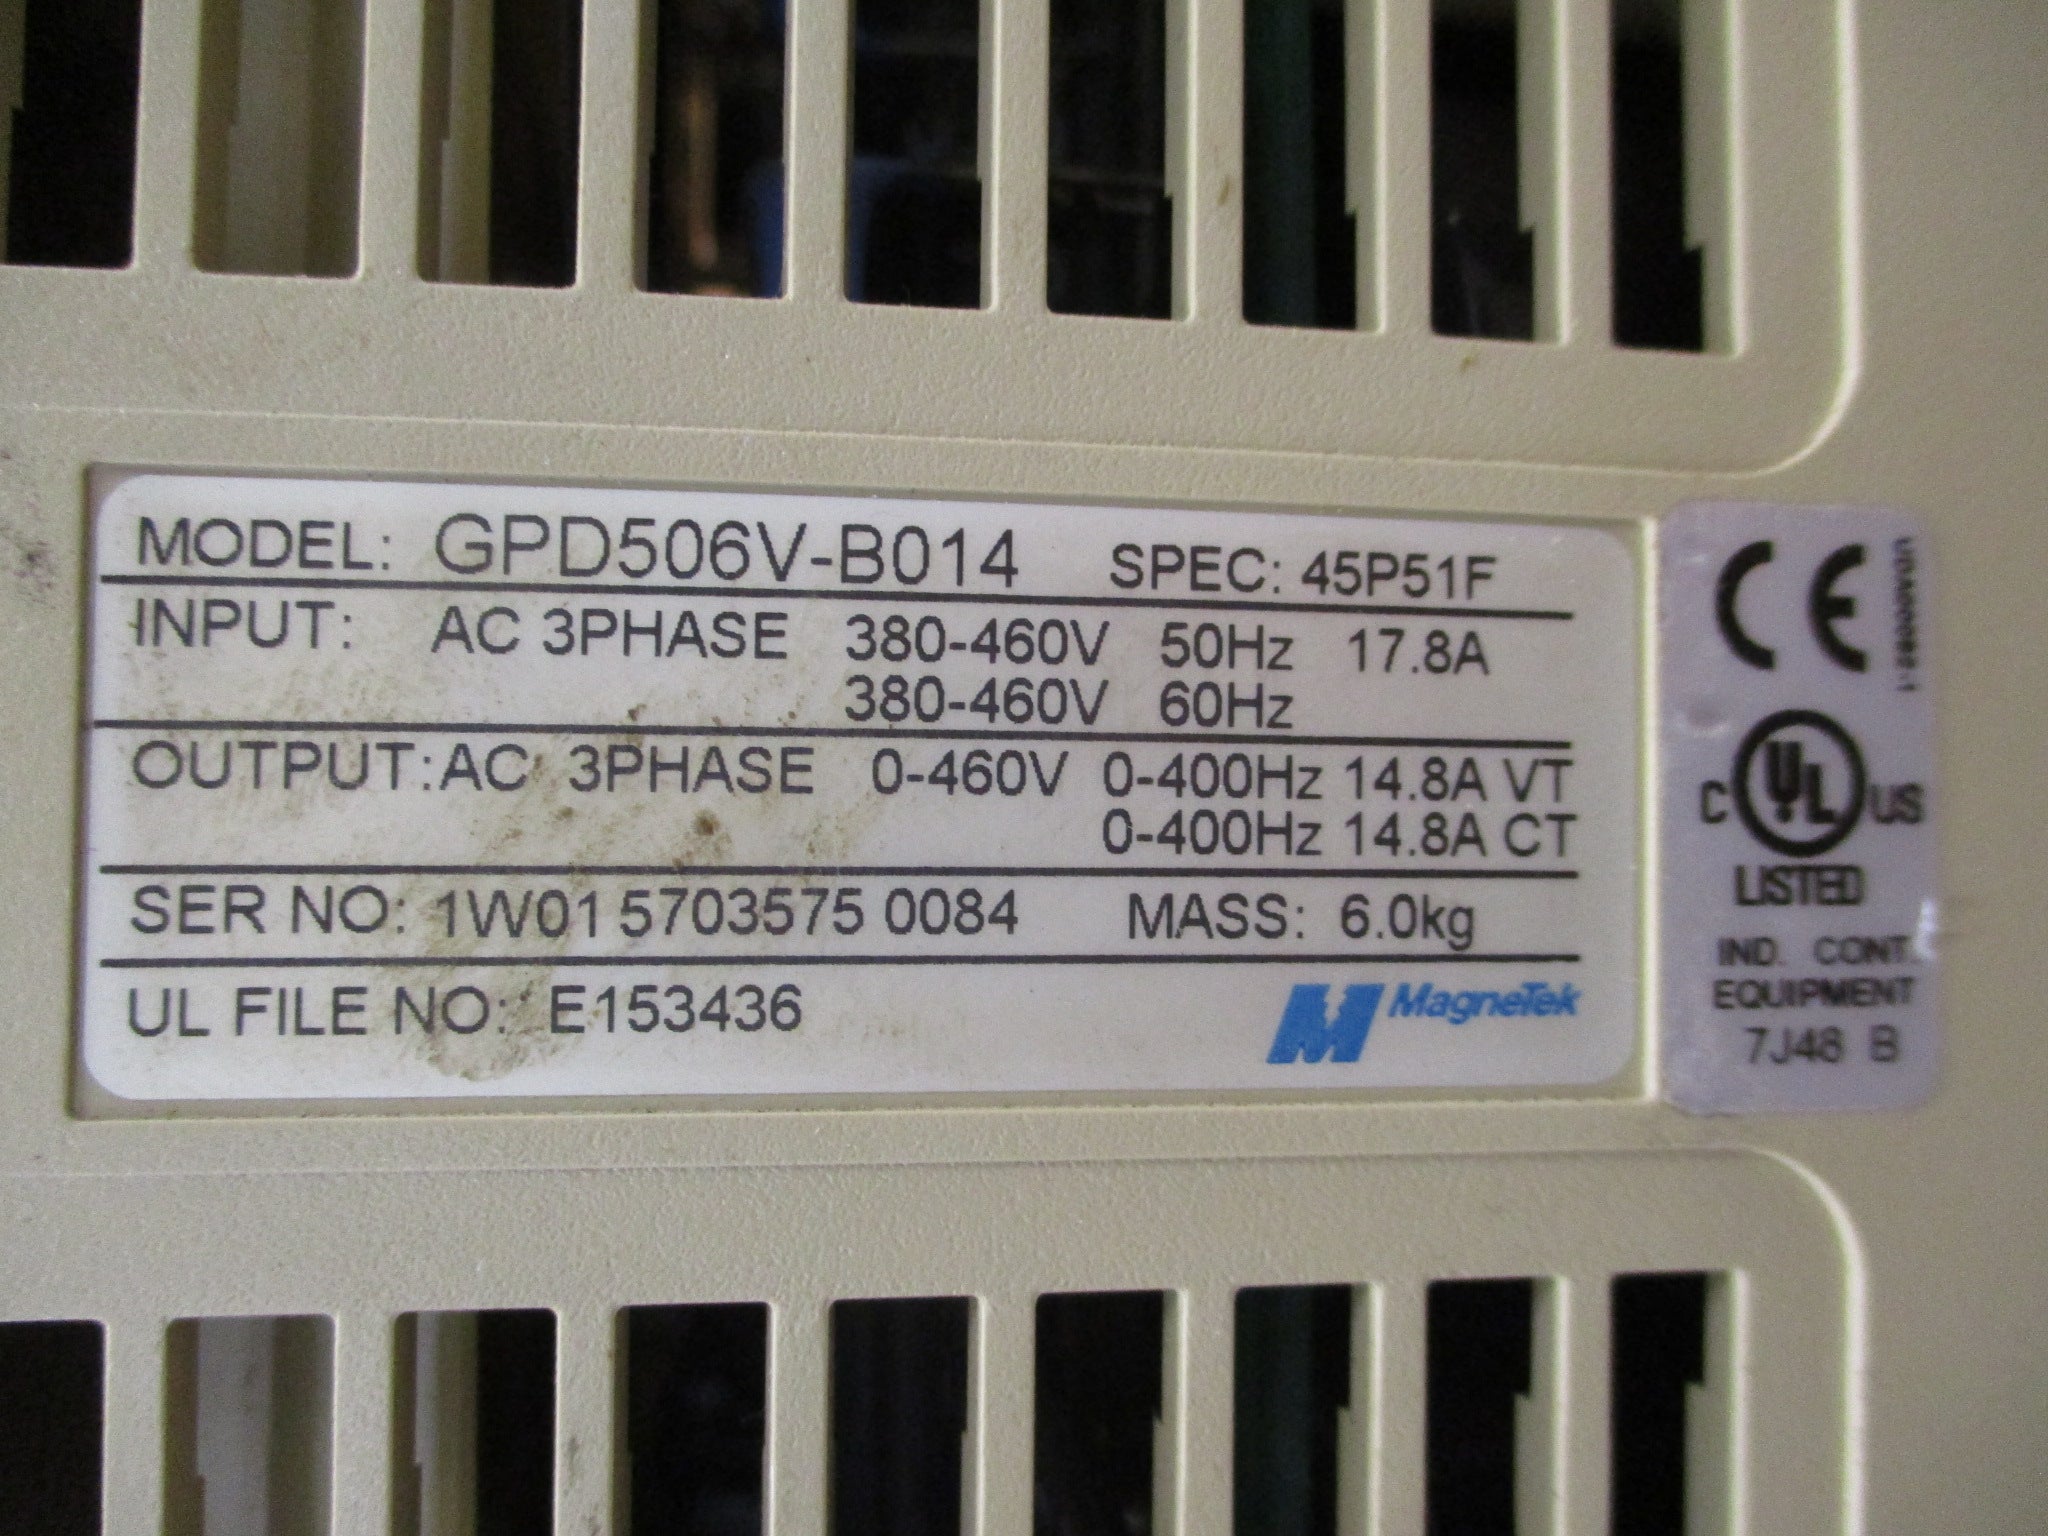 MODEL: GPD506V-B014 SPEC: 45P51F
INPUT: AC 3PHASE 380-460V 50Hz 17.8A
380-460V 60Hz
OUTPUT: AC 3PHASE 0-460V 0-400Hz 14.8A VT
0-400Hz 14.8A CT
SER NO: 1W01 5703575 0084 MASS: 6.0kg
UL FILE NO: E153436
MagneTek
CE
C UL US
LISTED
IND. CONT.
EQUIPMENT
7J48 B